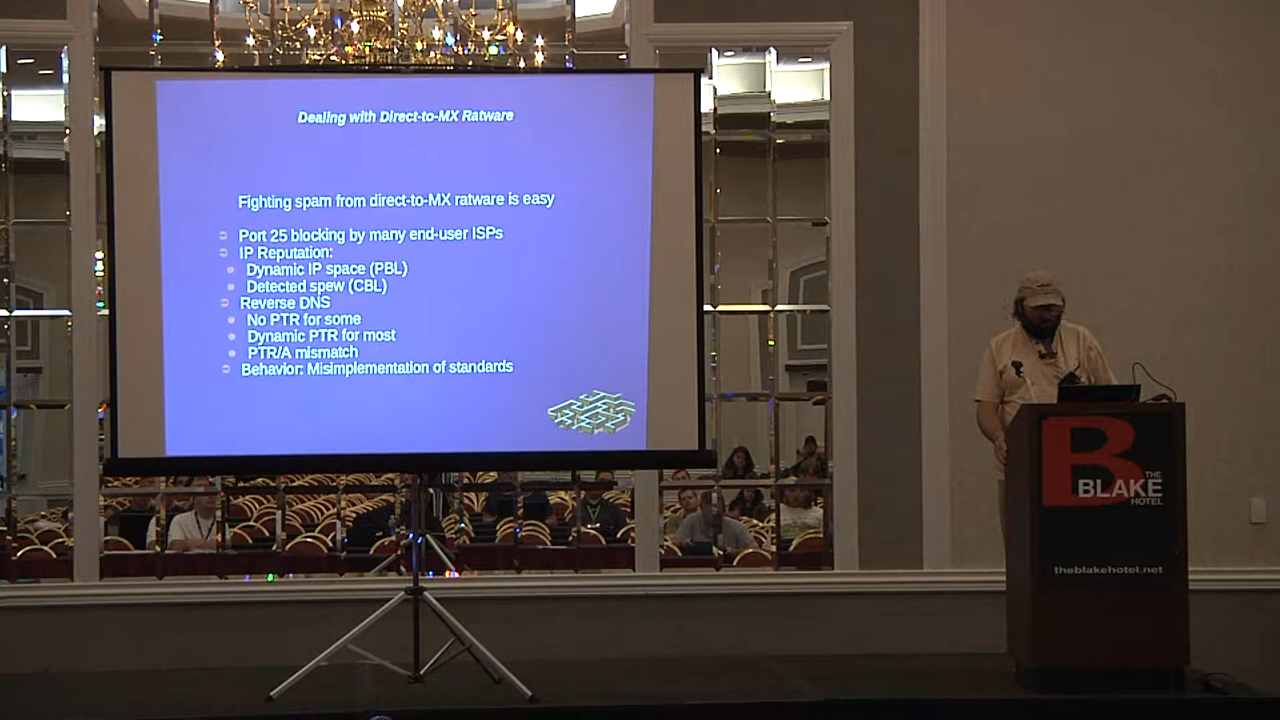 Dealing with Direct-to-MX Ratware
Fighting spam from direct-to-MX ratware is easy
Port 25 blocking by many end-user ISPs
IP Reputation:
Dynamic IP space (PBL)
Detected spew (CBL)
Reverse DNS
No PTR for some
Dynamic PTR for most
PTR/A mismatch
Behavior: Misimplementation of standards
B
THE
BLAKE
HOTEL
theblakehotel.net